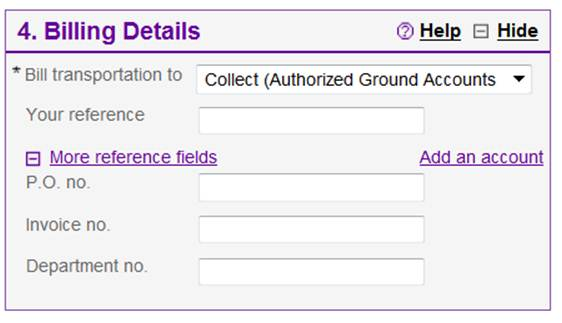 4. Billing Details
Help
Hide
* Bill transportation to
Collect (Authorized Ground Accounts
Your reference
More reference fields
Add an account
P.O. no.
Invoice no.
Department no.